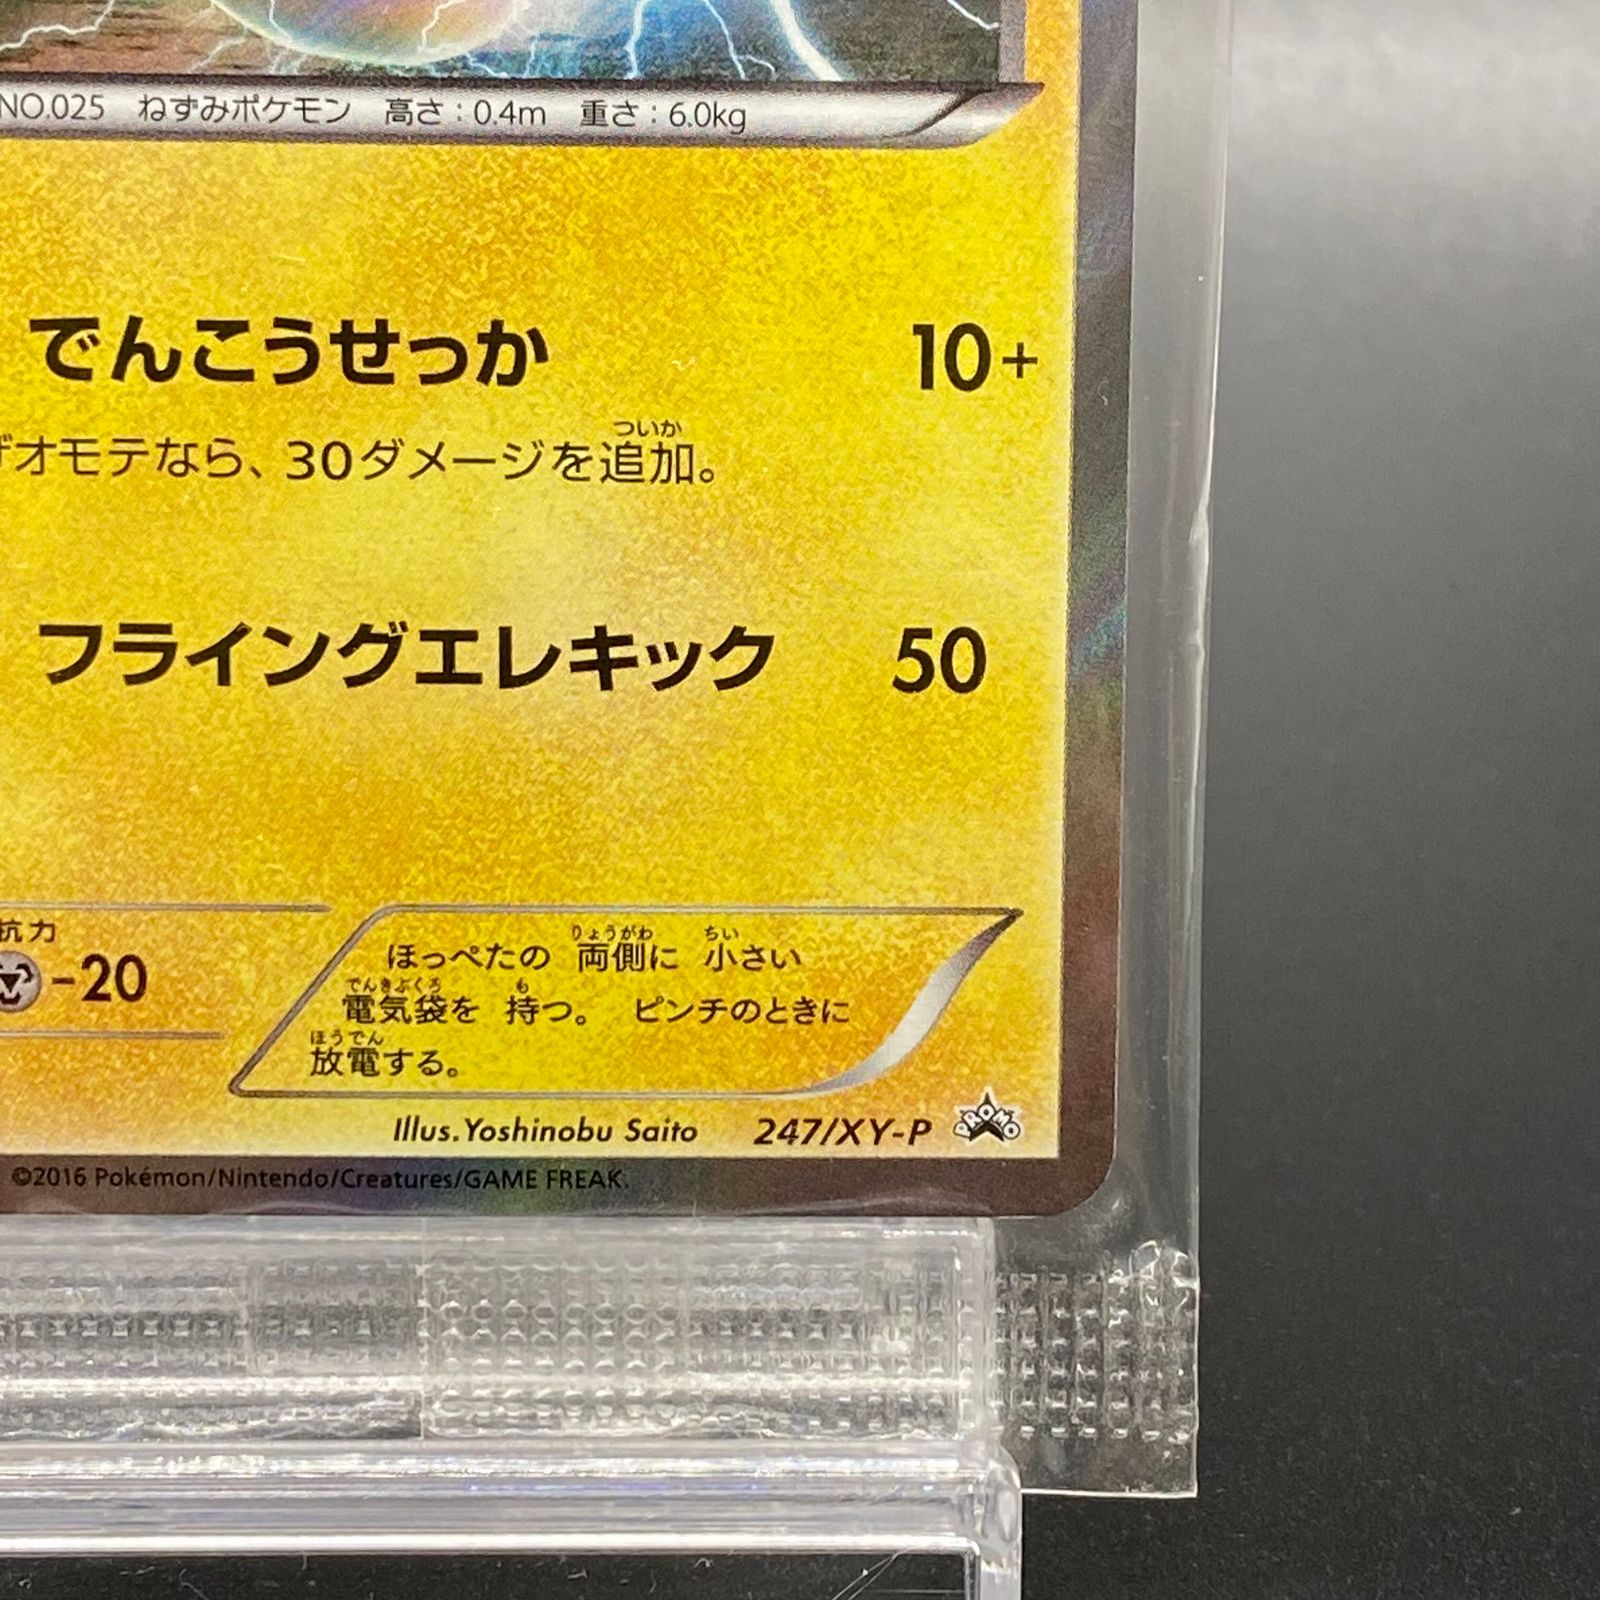 NO.025 ねずみポケモン 高さ：0.4m 重さ：6.0kg
でんこうせっか 10+
ついか
オモテなら、30ダメージを追加。
フライングエレキック 50
抗力
-20
りょうがわ ちい
ほっぺたの 両側に 小さい
でんきぶくろ も
電気袋を 持つ。 ピンチのときに
ほうでん
放電する。
Illus.Yoshinobu Saito 247/XY-P PROMO
©2016 Pokémon/Nintendo/Creatures/GAME FREAK.